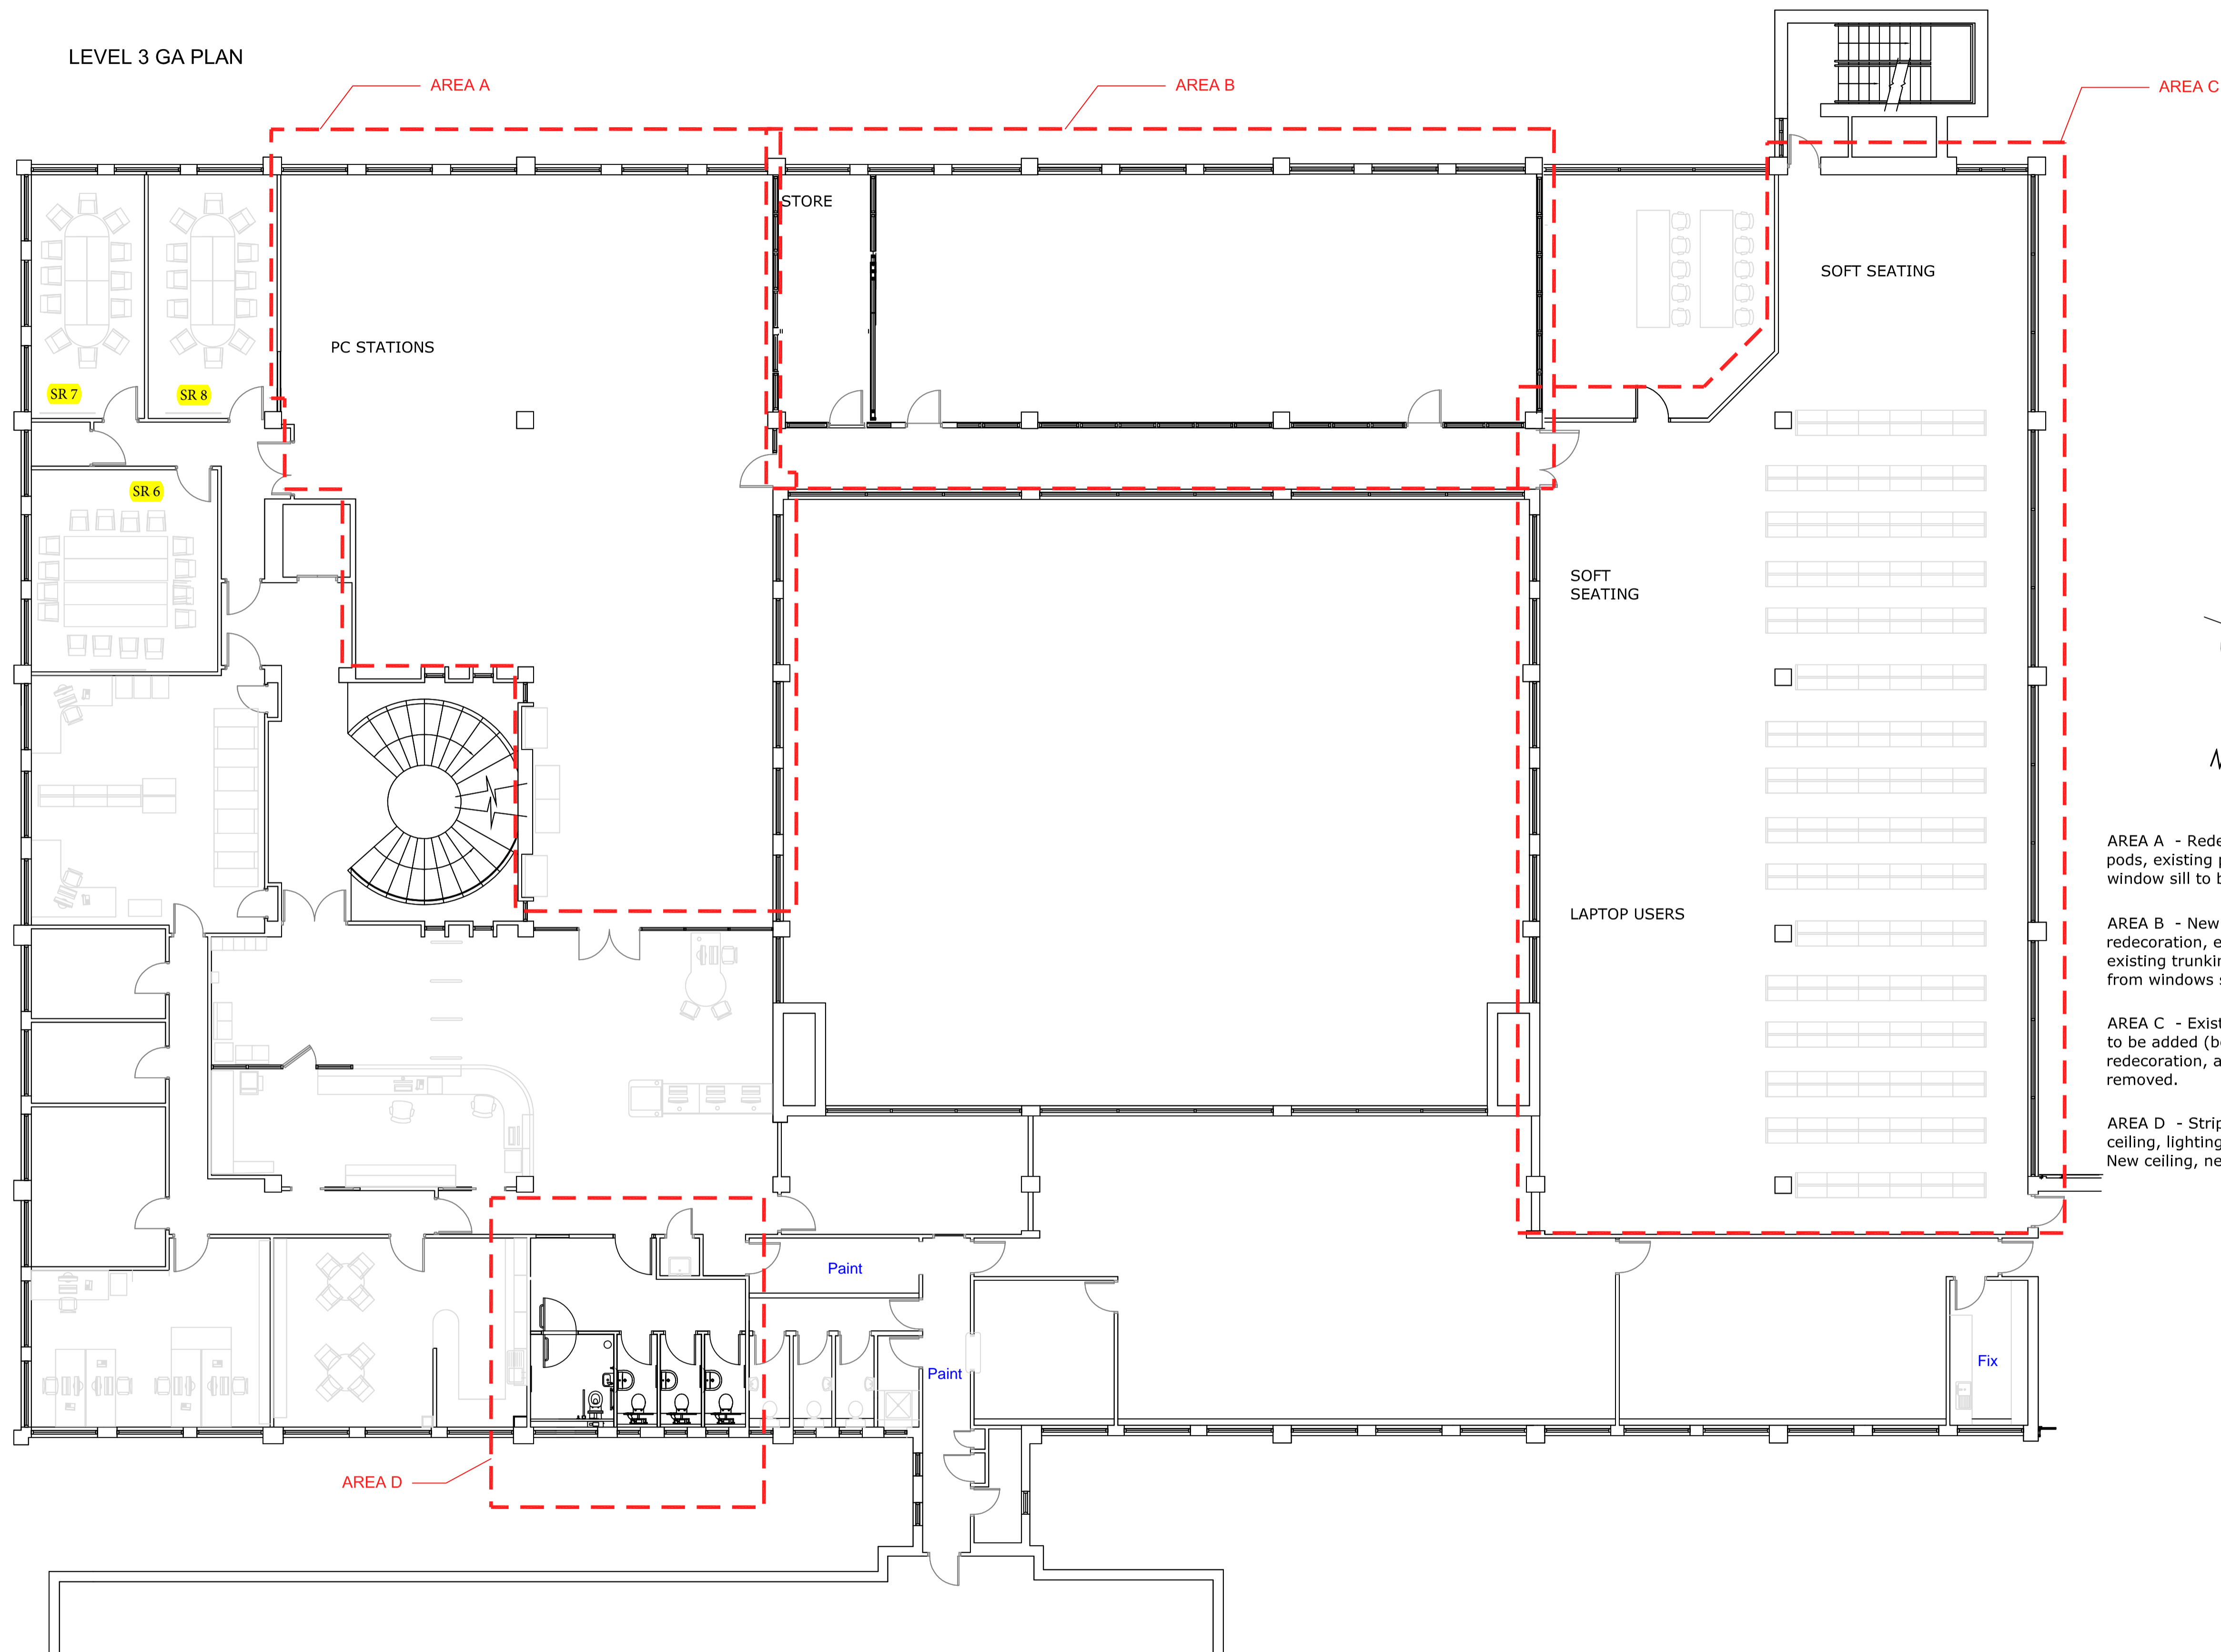 LEVEL 3 GA PLAN
AREA A
AREA B
AREA C
STORE
SOFT SEATING
PC STATIONS
SR 7
SR 8
SR 6
SOFT
SEATING
LAPTOP USERS
AREA A - Rede
pods, existing p
window sill to b
AREA B - New
redecoration, e
existing trunkin
from windows s
AREA C - Exist
to be added (b
redecoration, a
removed.
AREA D - Strip
ceiling, lighting
New ceiling, ne
Paint
Paint
Fix
AREA D